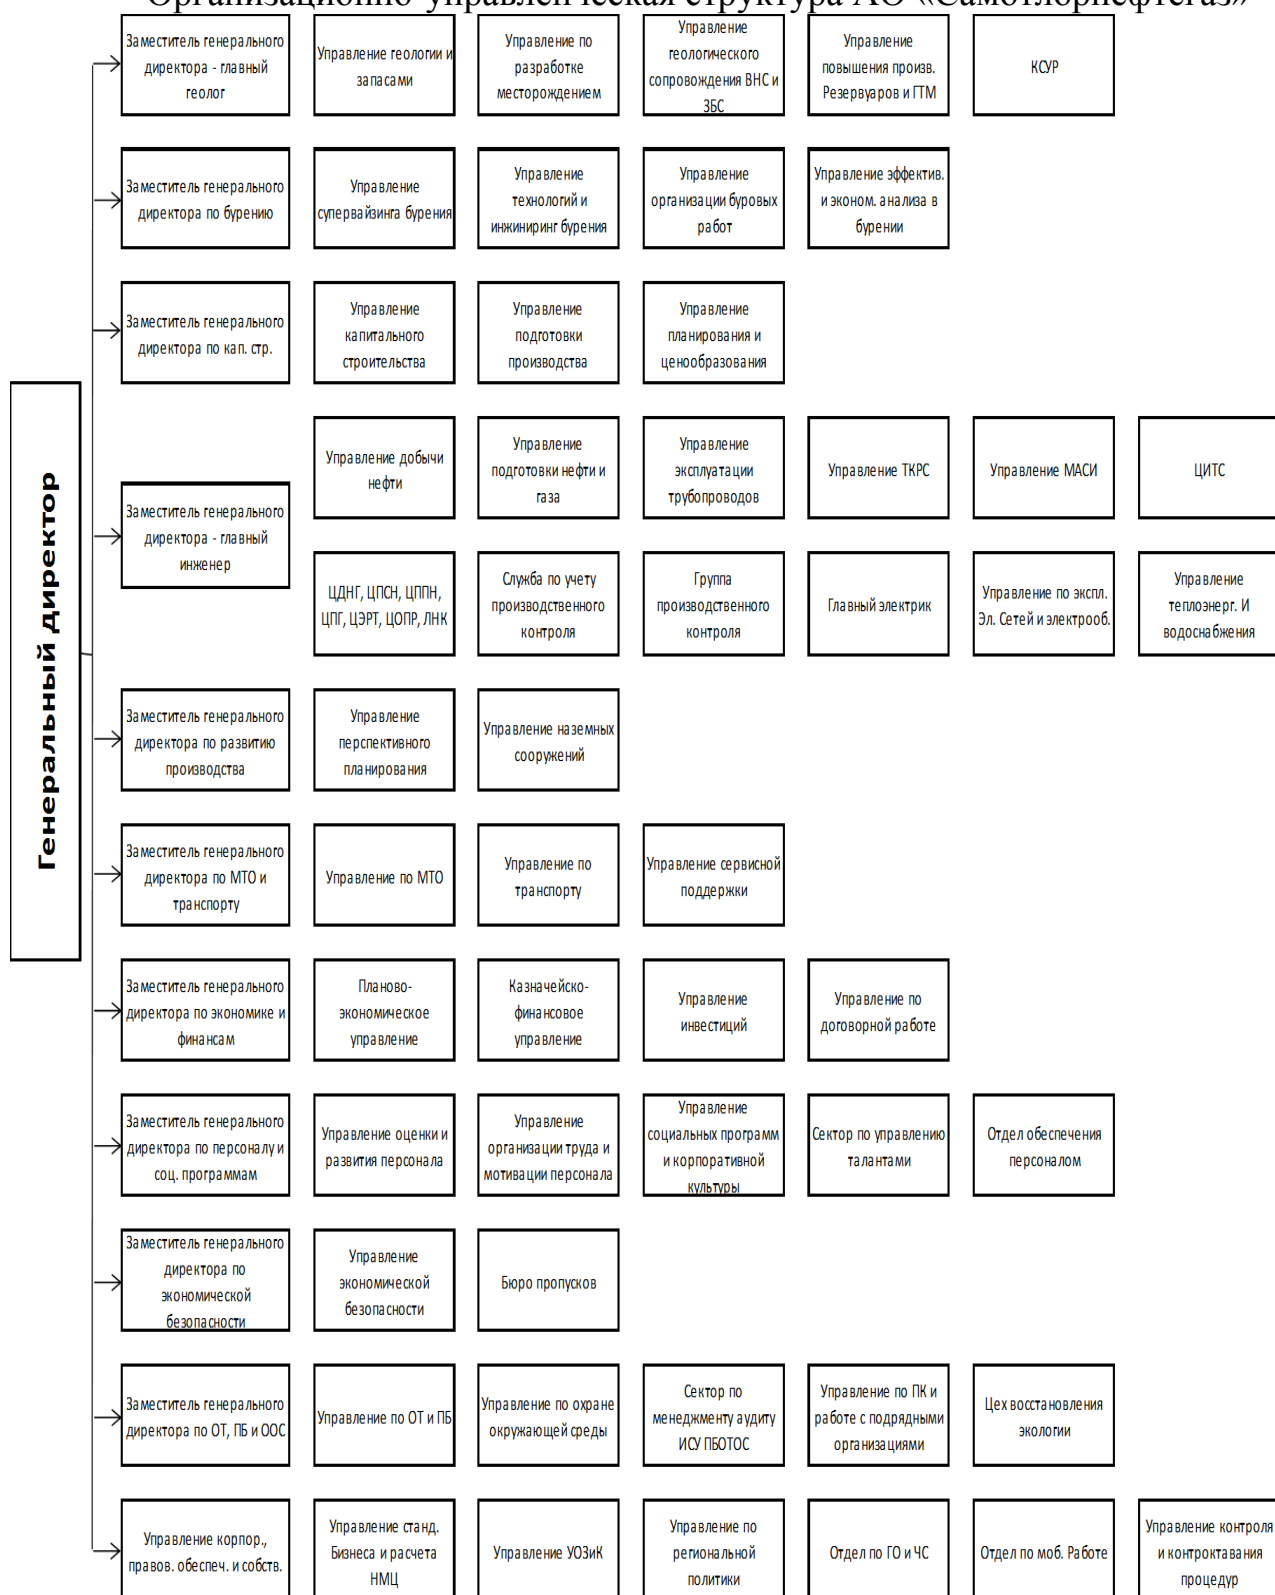 Организационно-управленческая структура АО «Самотлорнефтегаз»
Генеральный директор
Заместитель генерального
директора - главный
геолог
Управление геологии и
запасами
Управление по
разработке
месторождением
Управление
геологического
сопровождения ВНС и
ЗБС
Управление
повышения произв.
Резервуаров и ГТМ
КСУР
Заместитель генерального
директора по бурению
Управление
супервайзинга бурения
Управление
технологий и
инжиниринг бурения
Управление
организации буровых
работ
Управление эффектив.
и эконом. анализа в
бурении
Заместитель генерального
директора по кап. стр.
Управление
капитального
строительства
Управление
подготовки
производства
Управление
планирования и
ценообразования
Заместитель генерального
директора - главный
инженер
Управление добычи
нефти
Управление
подготовки нефти и
газа
Управление
эксплуатации
трубопроводов
Управление ТКРС
Управление МАСИ
ЦИТС
ЦДНГ, ЦПСН, ЦППН,
ЦПГ, ЦЭРТ, ЦОПР, ЛНК
Служба по учету
производственного
контроля
Группа
производственного
контроля
Главный электрик
Управление по экспл.
Эл. Сетей и электрооб.
Управление
теплоэнерг. И
водоснабжения
Заместитель генерального
директора по развитию
производства
Управление
перспективного
планирования
Управление наземных
сооружений
Заместитель генерального
директора по МТО и
транспорту
Управление по МТО
Управление по
транспорту
Управление сервисной
поддержки
Заместитель генерального
директора по экономике и
финансам
Планово-
экономическое
управление
Казначейско-
финансовое
управление
Управление
инвестиций
Управление по
договорной работе
Заместитель генерального
директора по персоналу и
соц. программам
Управление оценки и
развития персонала
Управление
организации труда и
мотивации персонала
Управление
социальных программ
и корпоративной
культуры
Сектор по управлению
талантами
Отдел обеспечения
персоналом
Заместитель генерального
директора по
экономической
безопасности
Управление
экономической
безопасности
Бюро пропусков
Заместитель генерального
директора по ОТ, ПБ и ООС
Управление по ОТ и ПБ
Управление по охране
окружающей среды
Сектор по
менеджменту аудиту
ИСУ ПБОТОС
Управление по ПК и
работе с подрядными
организациями
Цех восстановления
экологии
Управление корпор.,
правов. обеспеч. и собств.
Управление станд.
Бизнеса и расчета
НМЦ
Управление УОЗиК
Управление по
региональной
политики
Отдел по ГО и ЧС
Отдел по моб. Работе
Управление контроля
и контроктавания
процедур